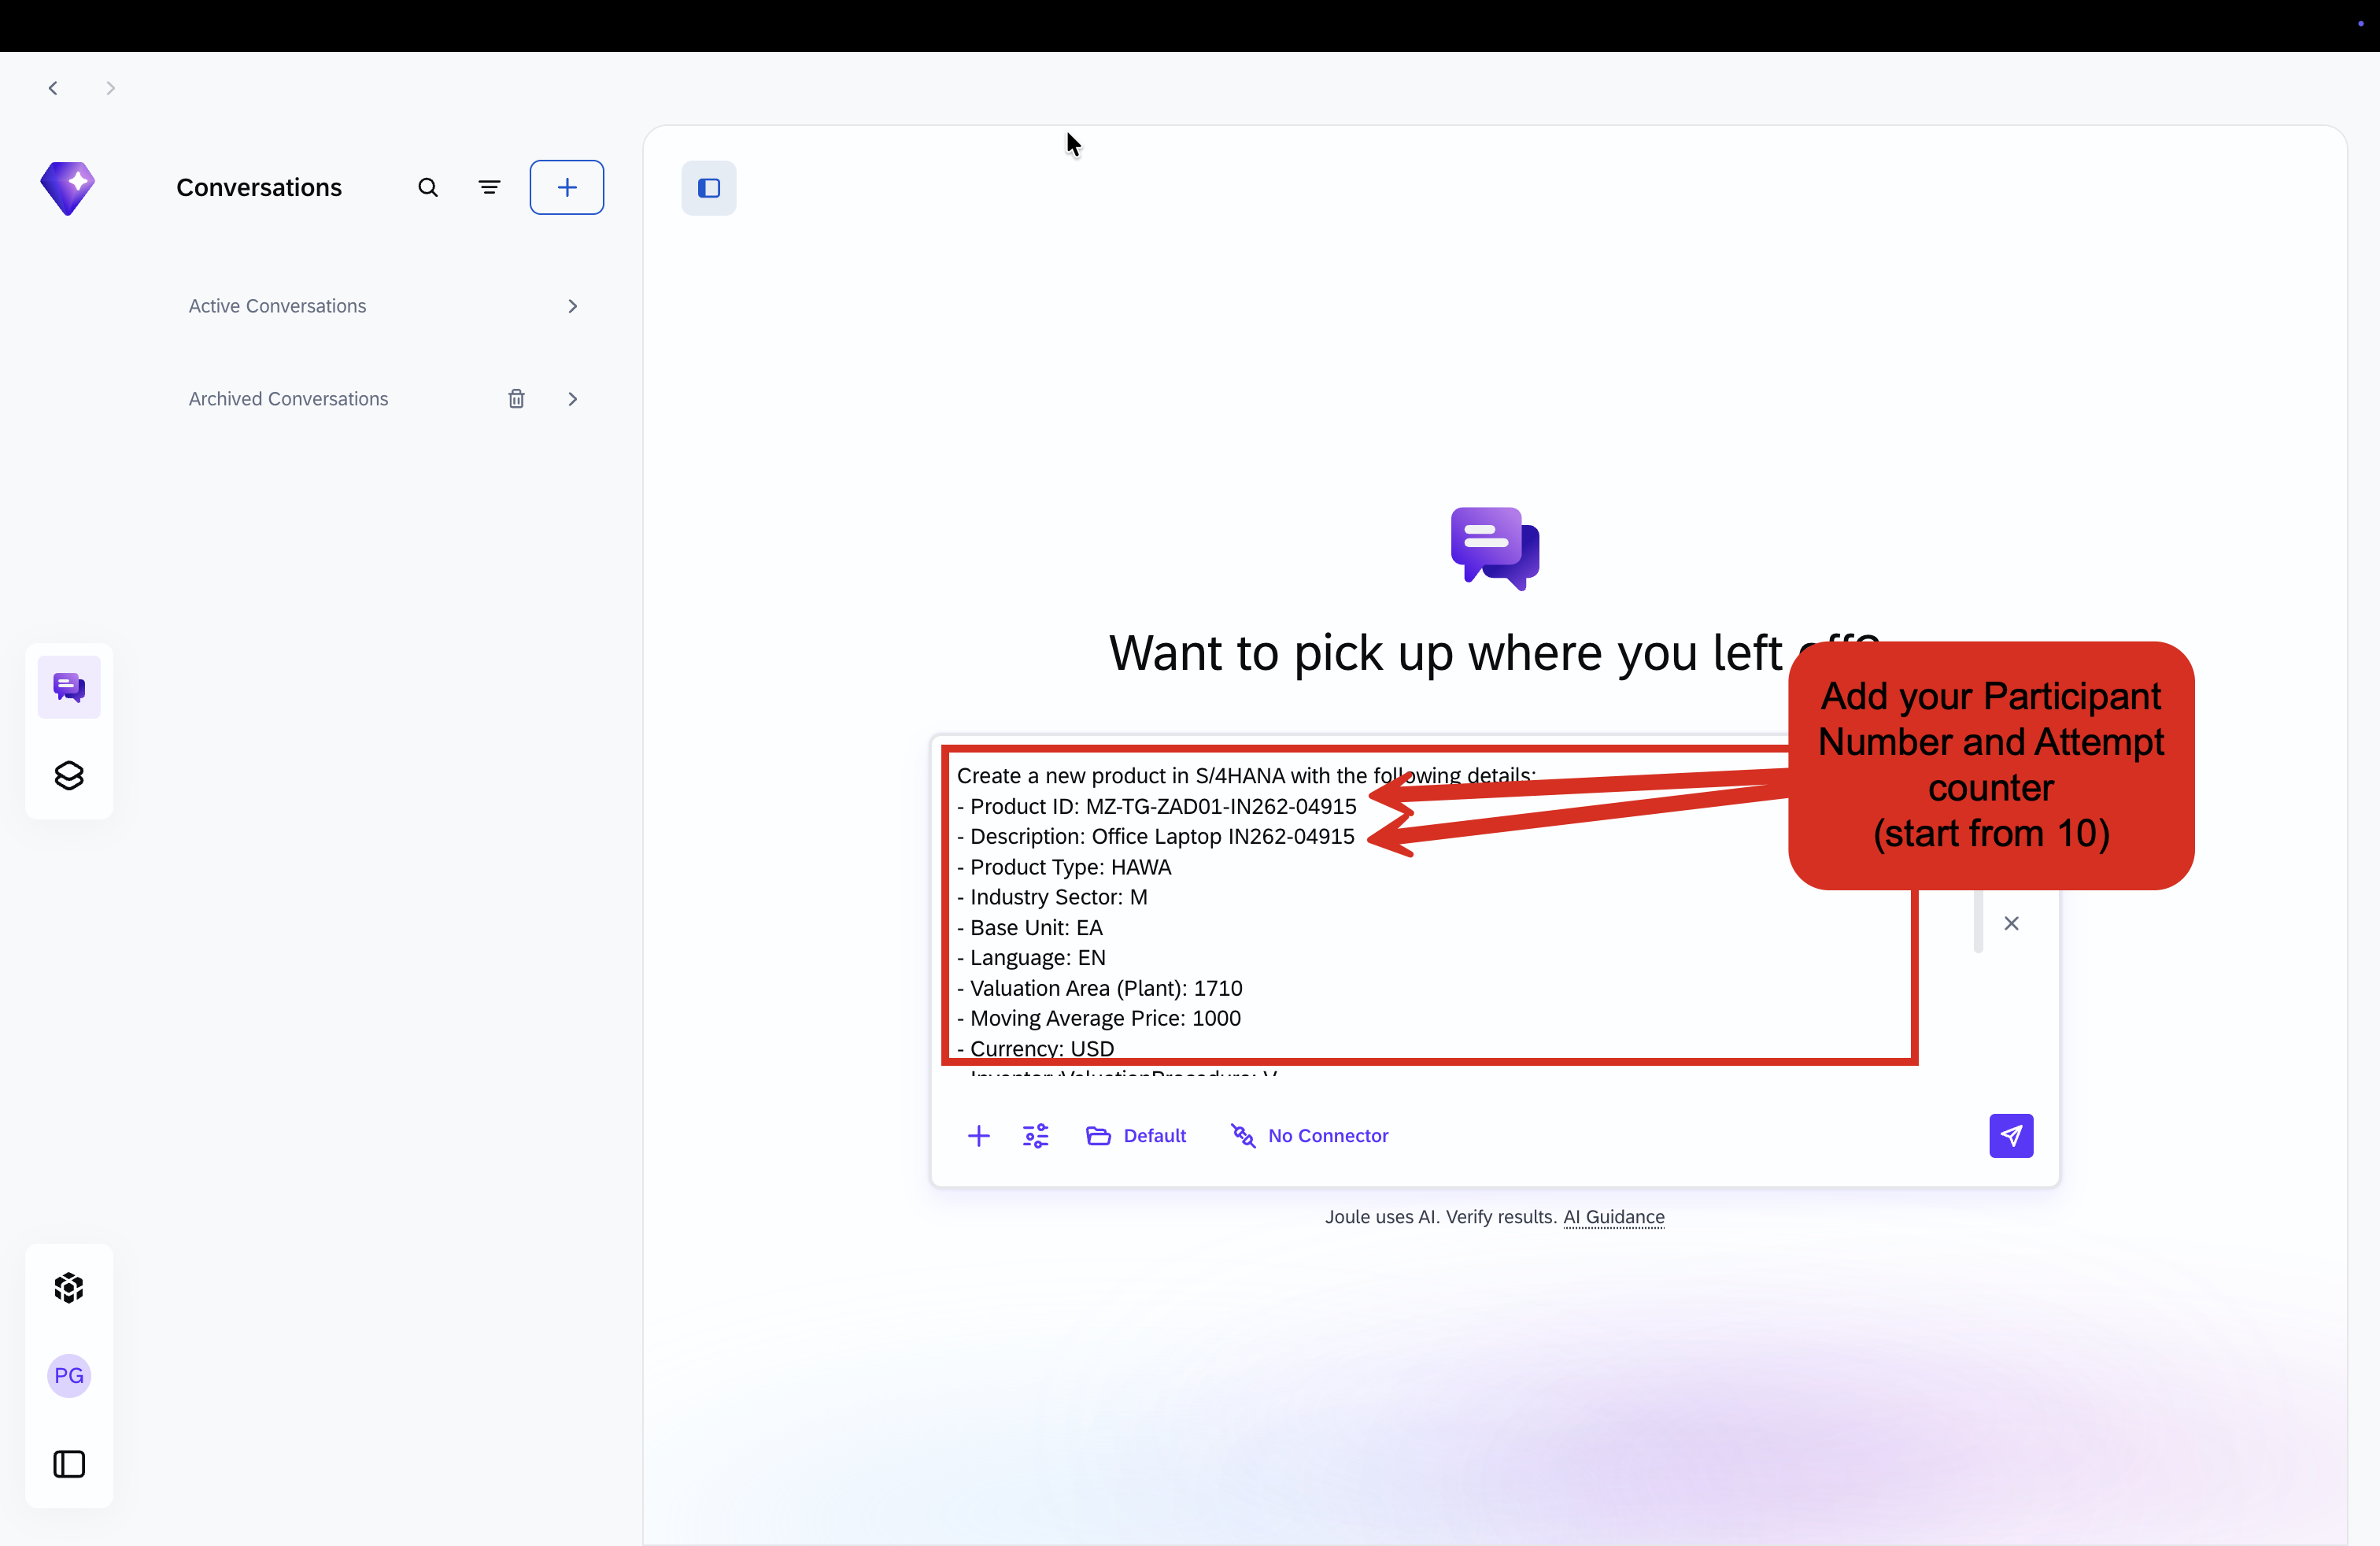 Conversations
Active Conversations
Archived Conversations
Want to pick up where you left
Add your Participant
Number and Attempt
counter
(start from 10)
Create a new product in S/4HANA with the following details:
- Product ID: MZ-TG-ZAD01-IN262-04915
- Description: Office Laptop IN262-04915
- Product Type: HAWA
- Industry Sector: M
- Base Unit: EA
- Language: EN
- Valuation Area (Plant): 1710
- Moving Average Price: 1000
- Currency: USD
- InventoryValuationProcedure: V
Default
No Connector
Joule uses AI. Verify results. AI Guidance
PG